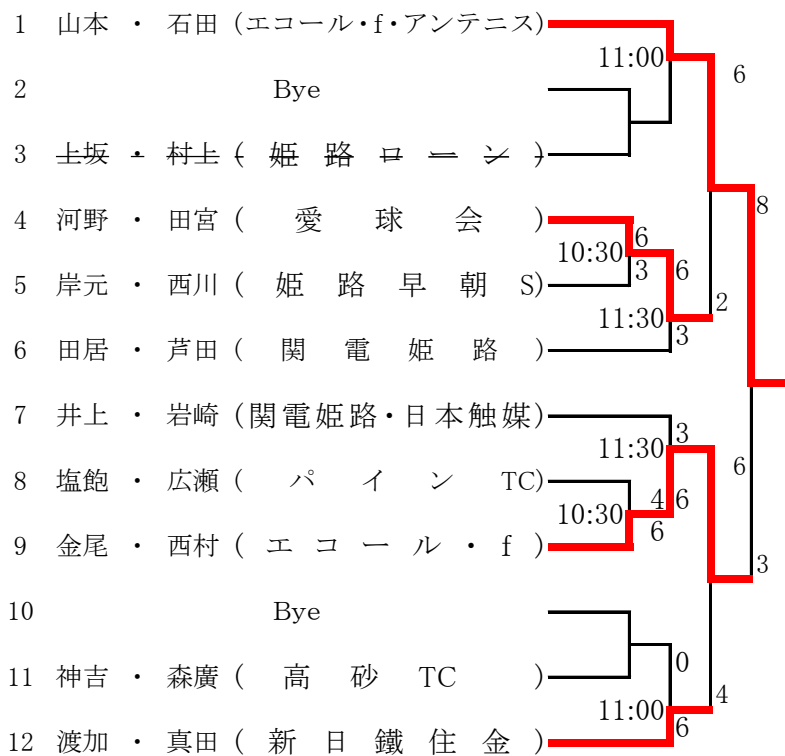 1 山本 ・ 石田 (エコール・f・アンテニス)
11:00
6
2 Bye
3 上坂 ・ 村上 ( 姫 路 ロ ー ン )
8
4 河野 ・ 田宮 ( 愛 球 会 )
6
10:30
3
6
5 岸元 ・ 西川 ( 姫 路 早 朝 S)
2
11:30
3
6 田居 ・ 芦田 ( 関 電 姫 路 )
7 井上 ・ 岩崎 (関電姫路・日本触媒)
3
11:30
6
8 塩飽 ・ 広瀬 ( パ イ ン TC)
4
6
10:30
6
9 金尾 ・ 西村 ( エ コ ー ル ・ f )
3
10 Bye
0
11 神吉 ・ 森廣 ( 高 砂 TC )
4
11:00
6
12 渡加 ・ 真田 ( 新 日 鐵 住 金 )